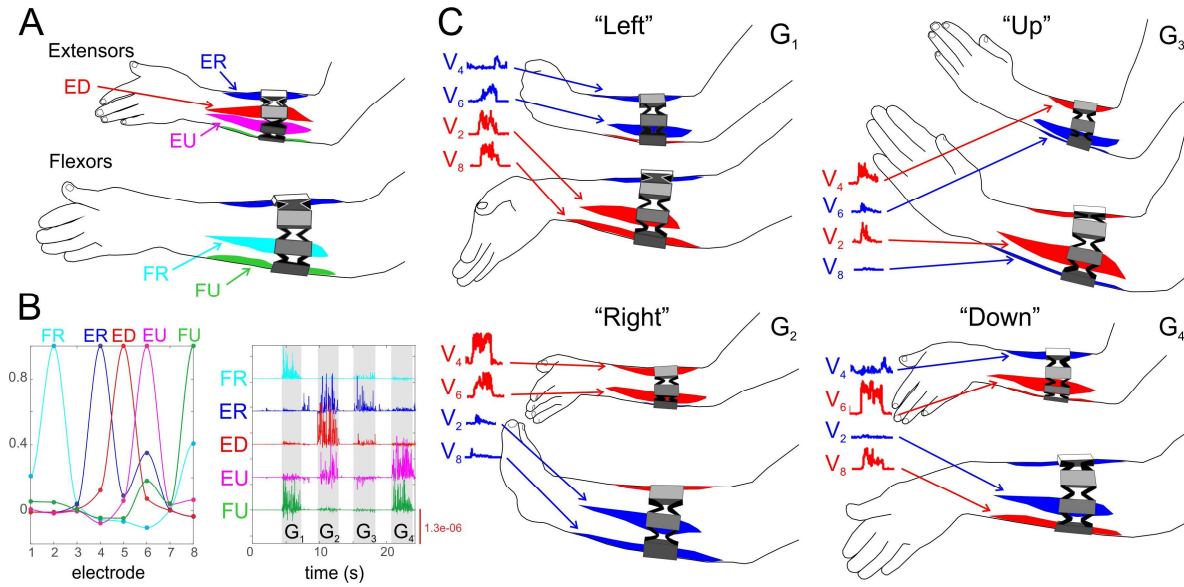 A
Extensors
ER
ED
EU
Flexors
FR
FU
B
FR ER ED EU FU
0.8
0.4
0
1 2 3 4 5 6 7 8
electrode
FR
ER
ED
EU
FU
G1 G2 G3 G4
1.3e-06
0 10 20
time (s)
C
"Left"
G1
V4
V6
V2
V8
"Up"
G3
V4
V6
V2
V8
"Right"
G2
V4
V6
V2
V8
"Down"
G4
V4
V6
V2
V8